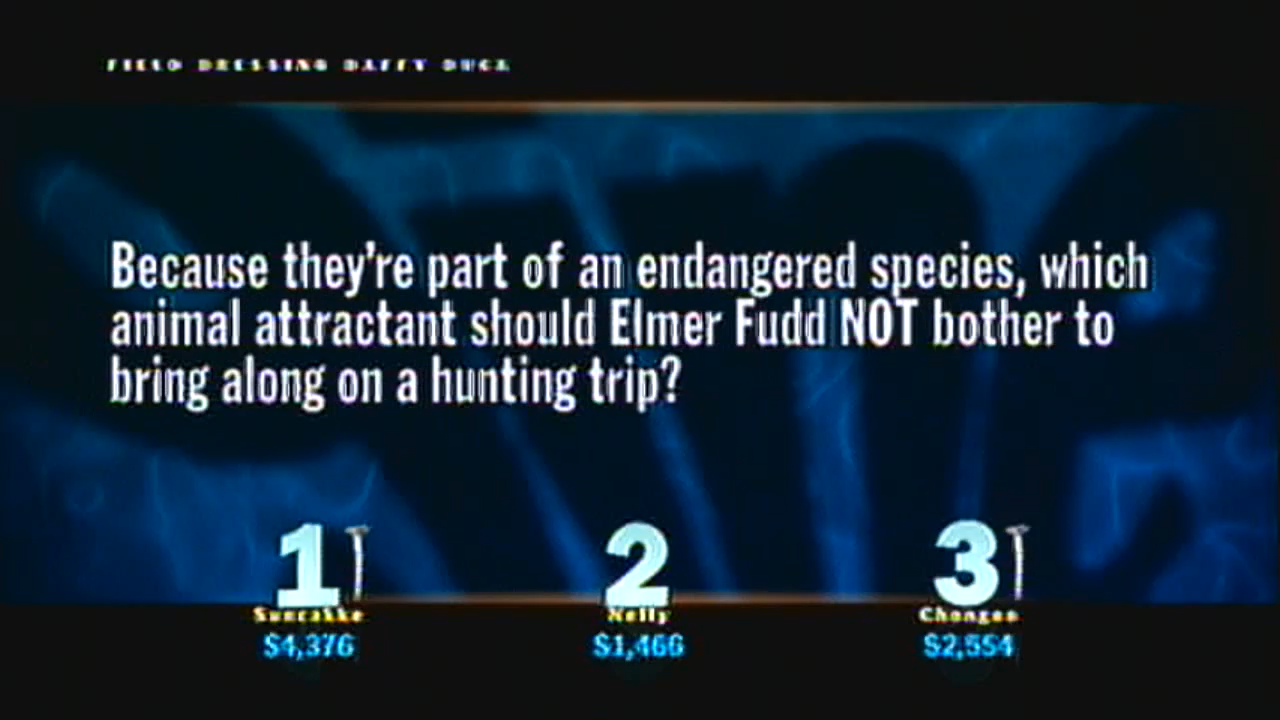 FIELD DRESSING DAFFY DUCK
Because they're part of an endangered species, which
animal attractant should Elmer Fudd NOT bother to
bring along on a hunting trip?
1 2 3
Nelly
$4,376 $1,466 $2,554